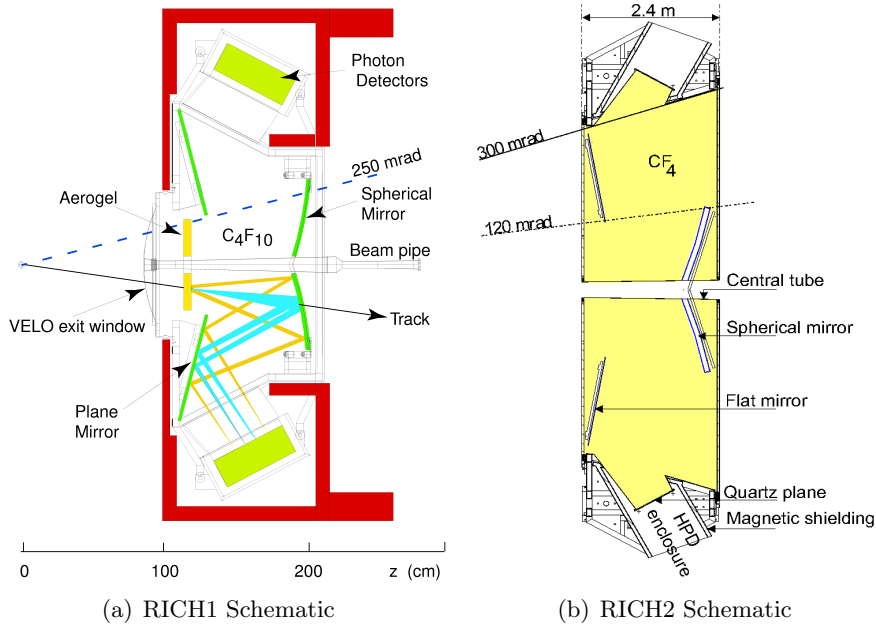 Photon
Detectors
250 mrad
Aerogel
Spherical
Mirror
C4F10
Beam pipe
VELO exit window
Track
Plane
Mirror
0
100
200
z (cm)
(a) RICH1 Schematic
2.4 m
300 mrad
CF4
120 mrad
Central tube
Spherical mirror
Flat mirror
Quartz plane
Magnetic shielding
HPD
enclosure
(b) RICH2 Schematic